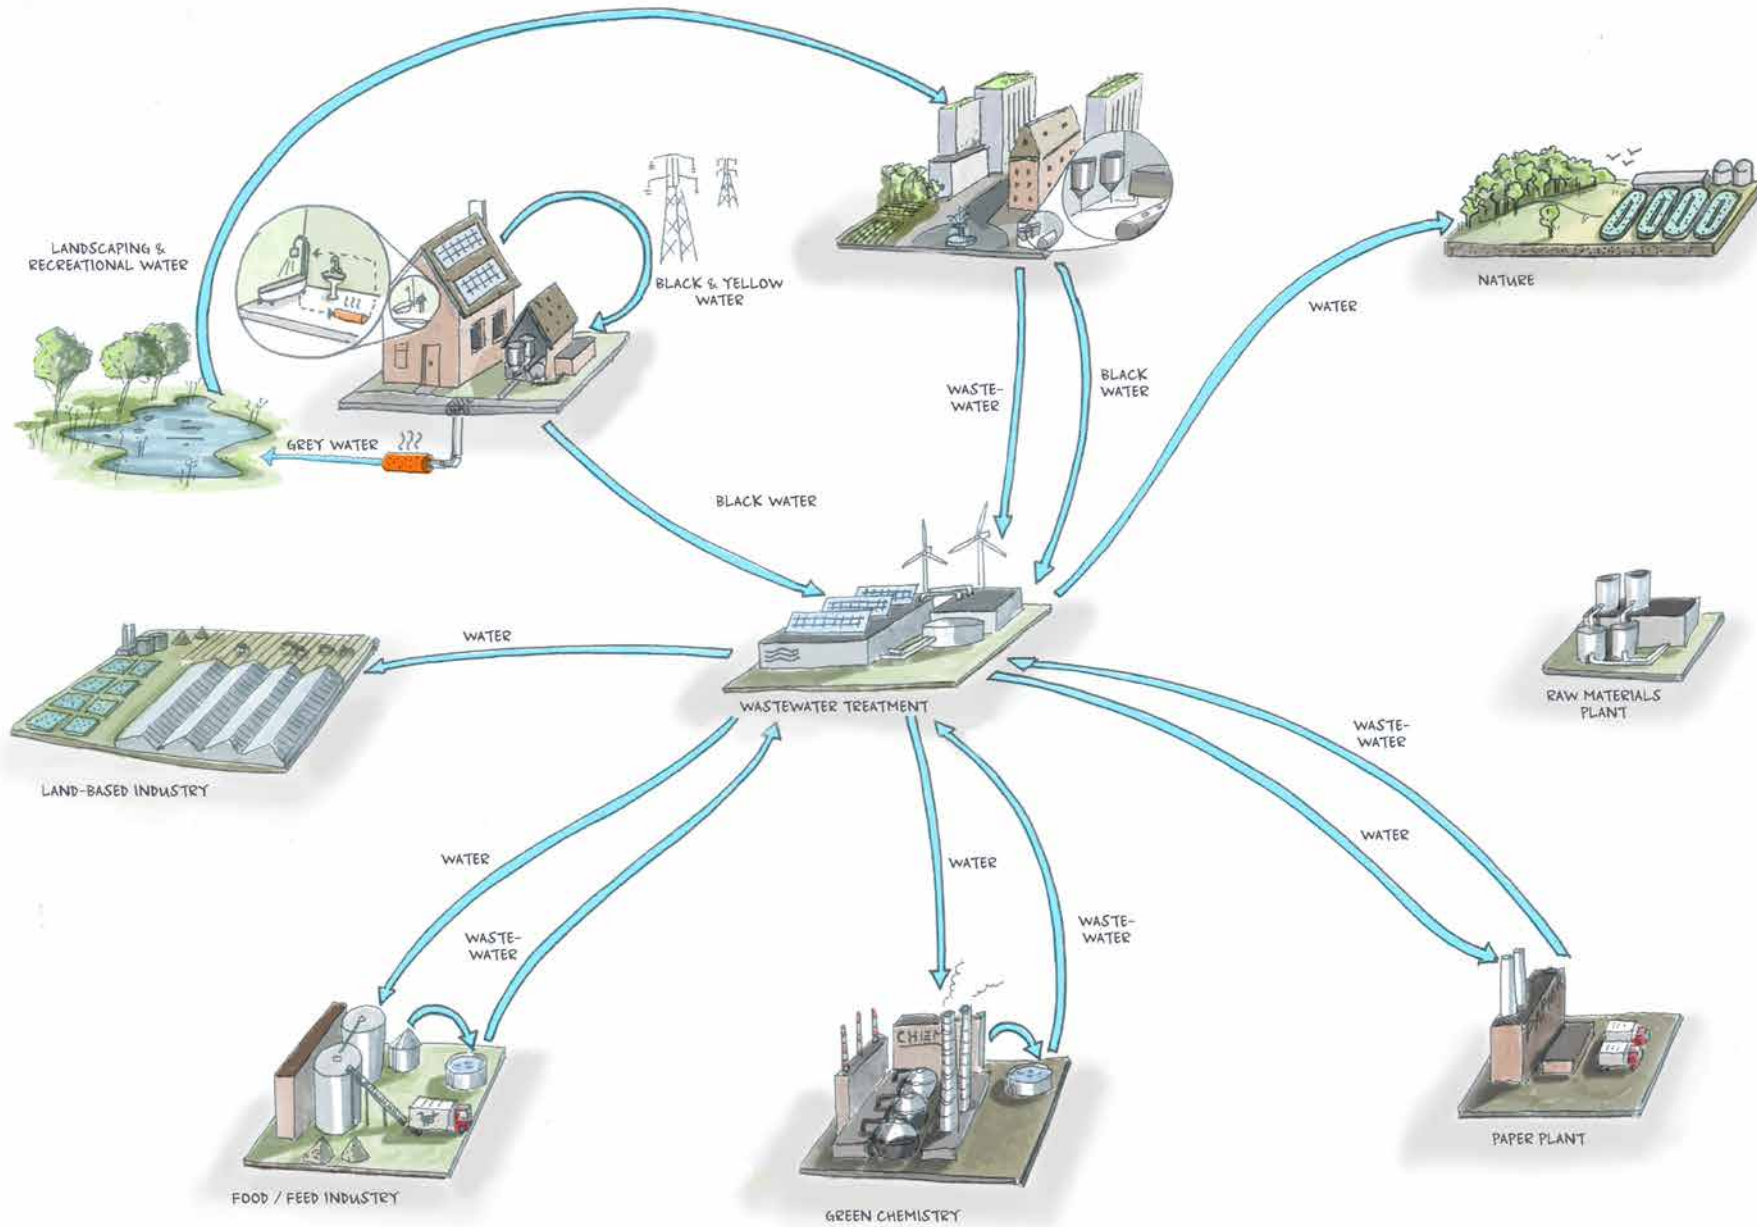 LANDSCAPING &
RECREATIONAL WATER
BLACK & YELLOW
WATER
NATURE
WATER
WASTE-
WATER
BLACK
WATER
GREY WATER
BLACK WATER
WATER
WASTEWATER TREATMENT
RAW MATERIALS
PLANT
WASTE-
WATER
LAND-BASED INDUSTRY
WATER
WATER
WATER
WASTE-
WATER
WASTE-
WATER
CHEM
PAPER PLANT
FOOD / FEED INDUSTRY
GREEN CHEMISTRY